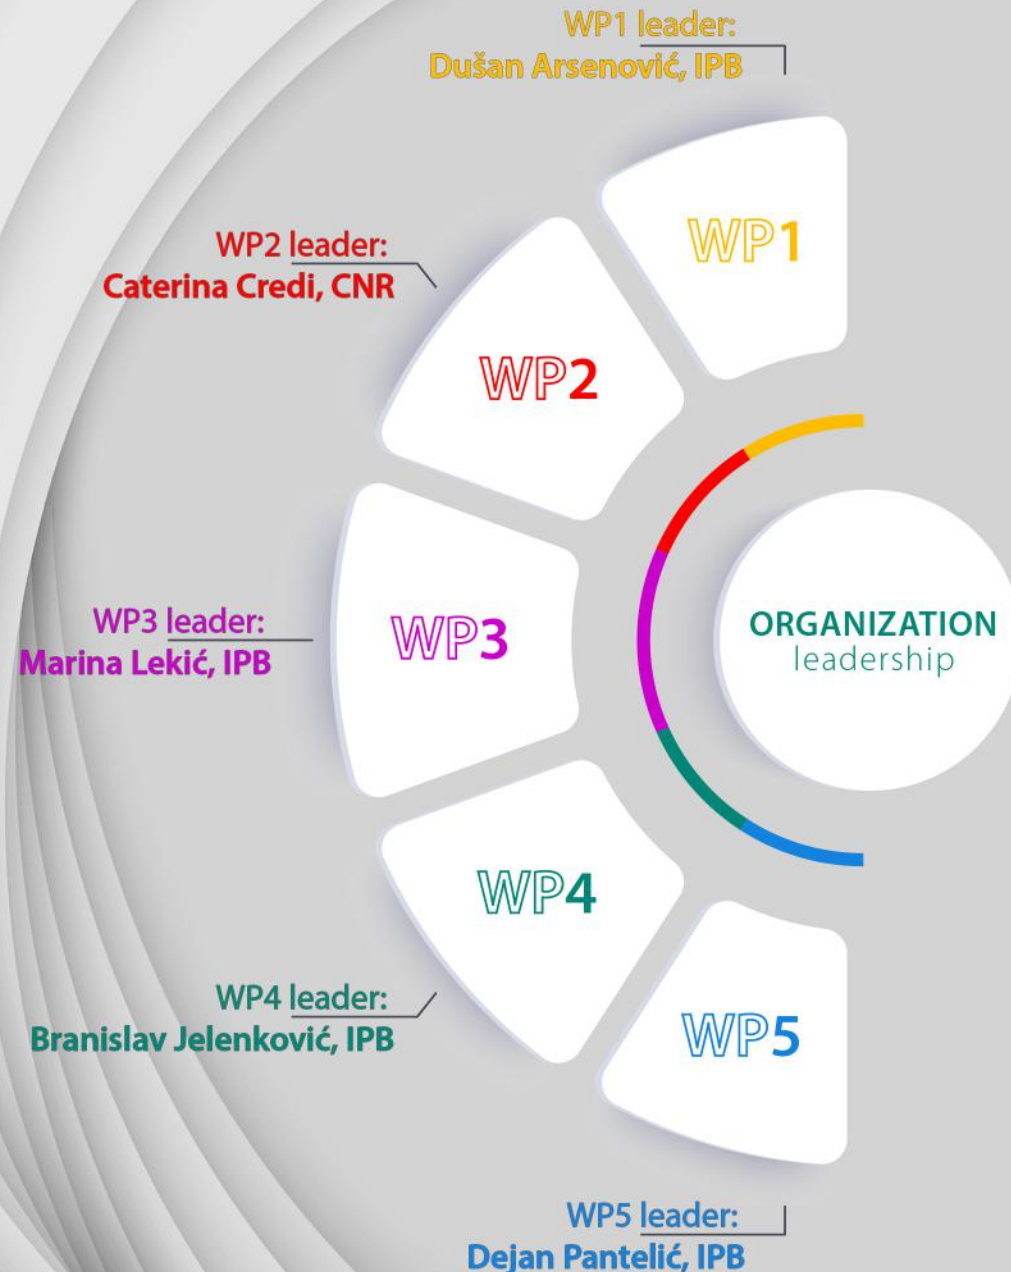 WP1 leader:
Dušan Arsenović, IPB
WP1
WP2 leader:
Caterina Credi, CNR
WP2
WP3 leader:
Marina Lekić, IPB
WP3
ORGANIZATION
leadership
WP4
WP4 leader:
Branislav Jelenković, IPB
WP5
WP5 leader:
Dejan Pantelić, IPB